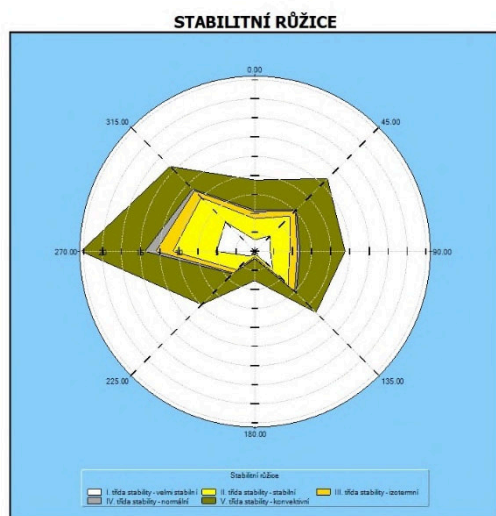 STABILITNÍ RŮŽICE
0.00
315.00 45.00
270.00 90.00
225.00 135.00
180.00
Stabilitní růžice
I. třída stability - velmi stabilní II. třída stability - stabilní III. třída stability - izotermní
IV. třída stability - normální V. třída stability - konvektivní